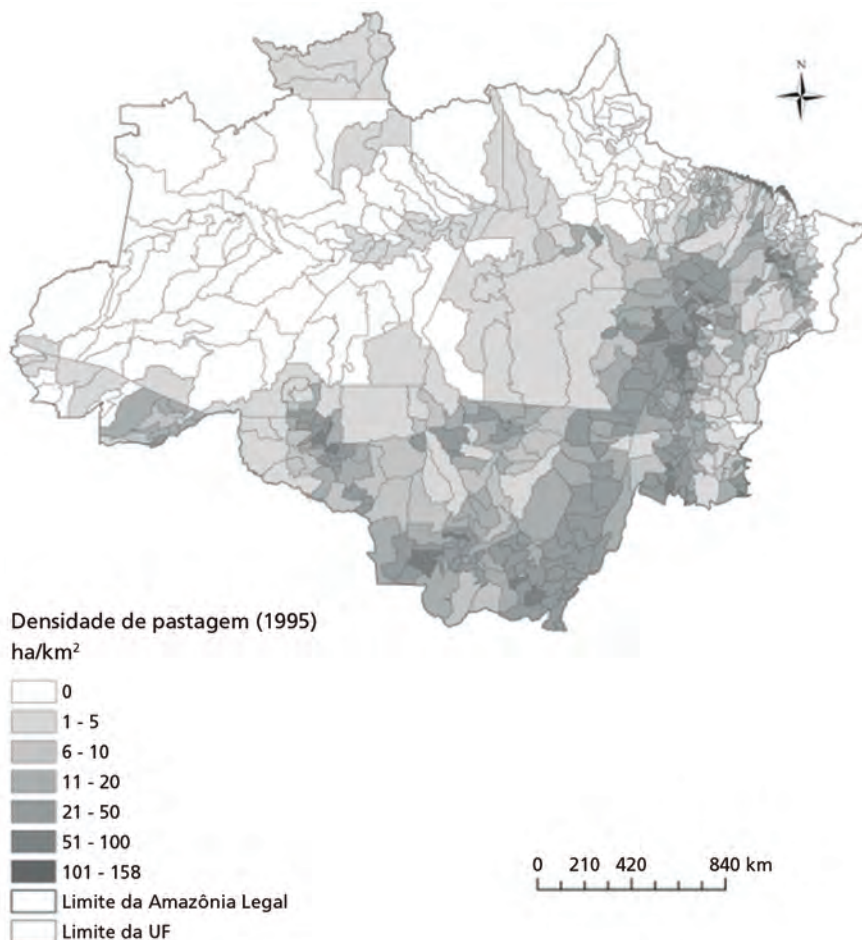 N
Densidade de pastagem (1995)
ha/km²
0
1 - 5
6 - 10
11 - 20
21 - 50
51 - 100
101 - 158
Limite da Amazônia Legal
Limite da UF
0 210 420 840 km